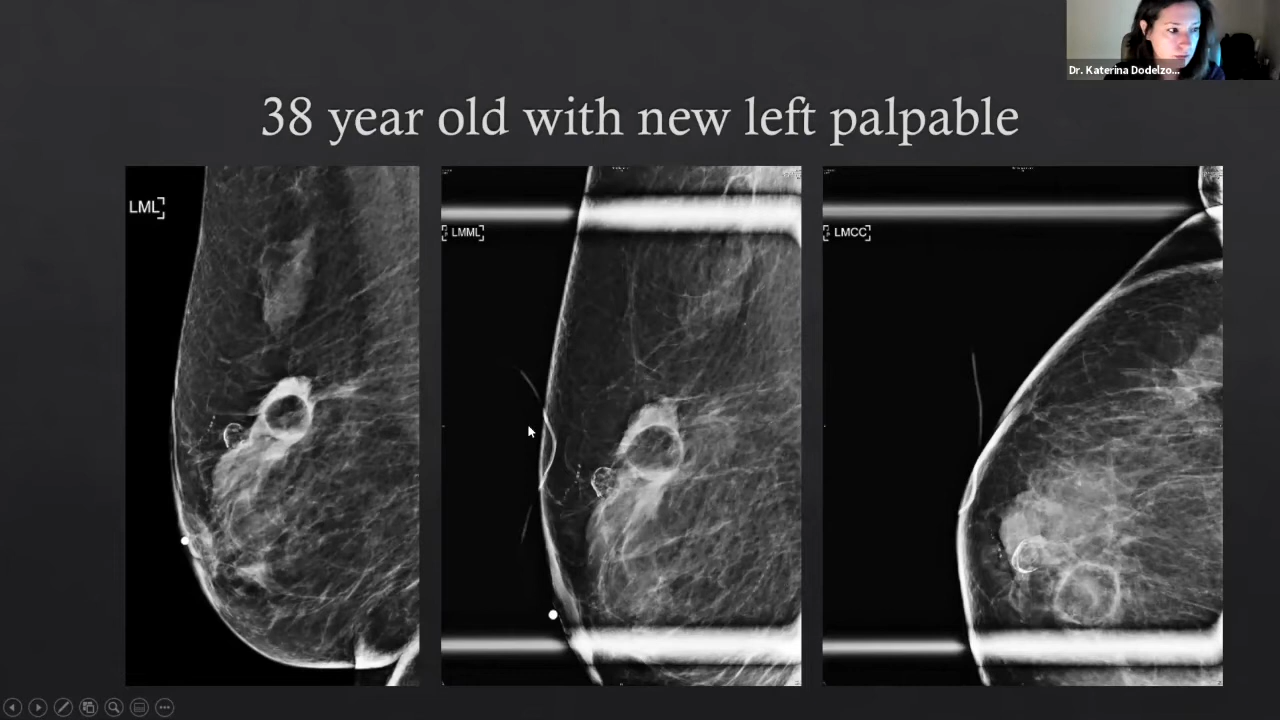 Dr. Katerina Dodelzo...
38 year old with new left palpable
LML
LMML
LMCC